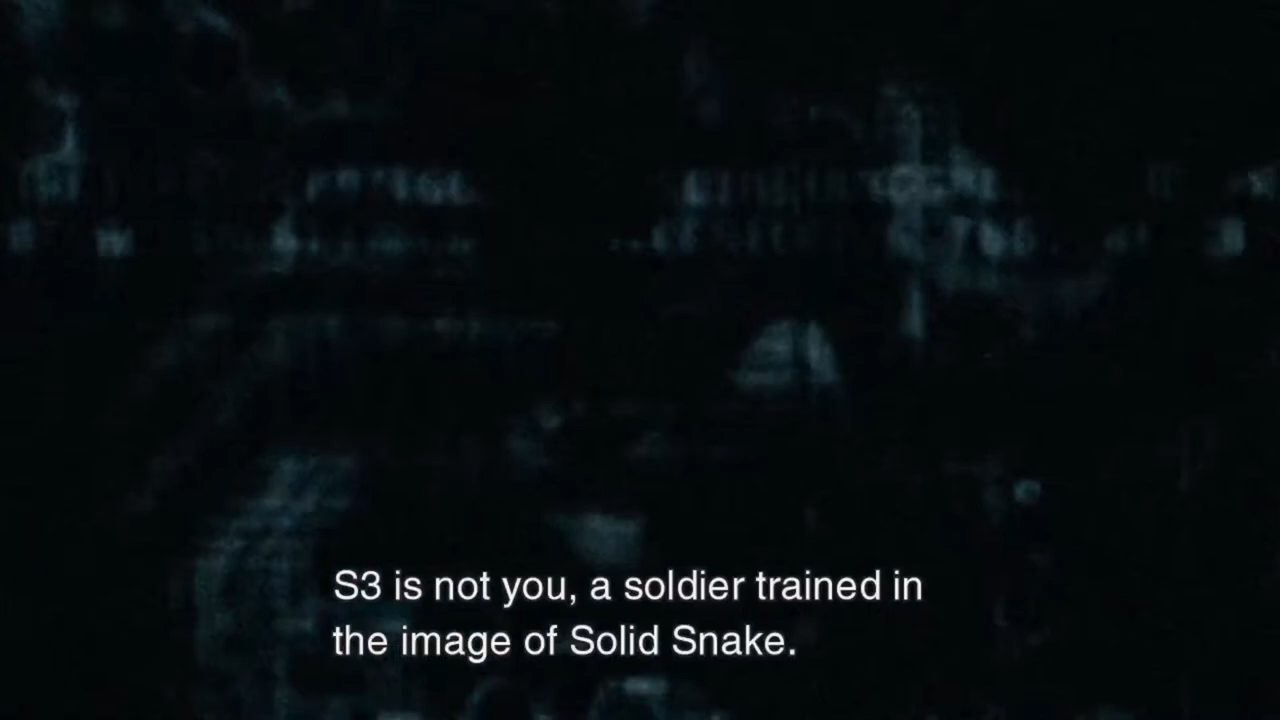 S3 is not you, a soldier trained in
the image of Solid Snake.